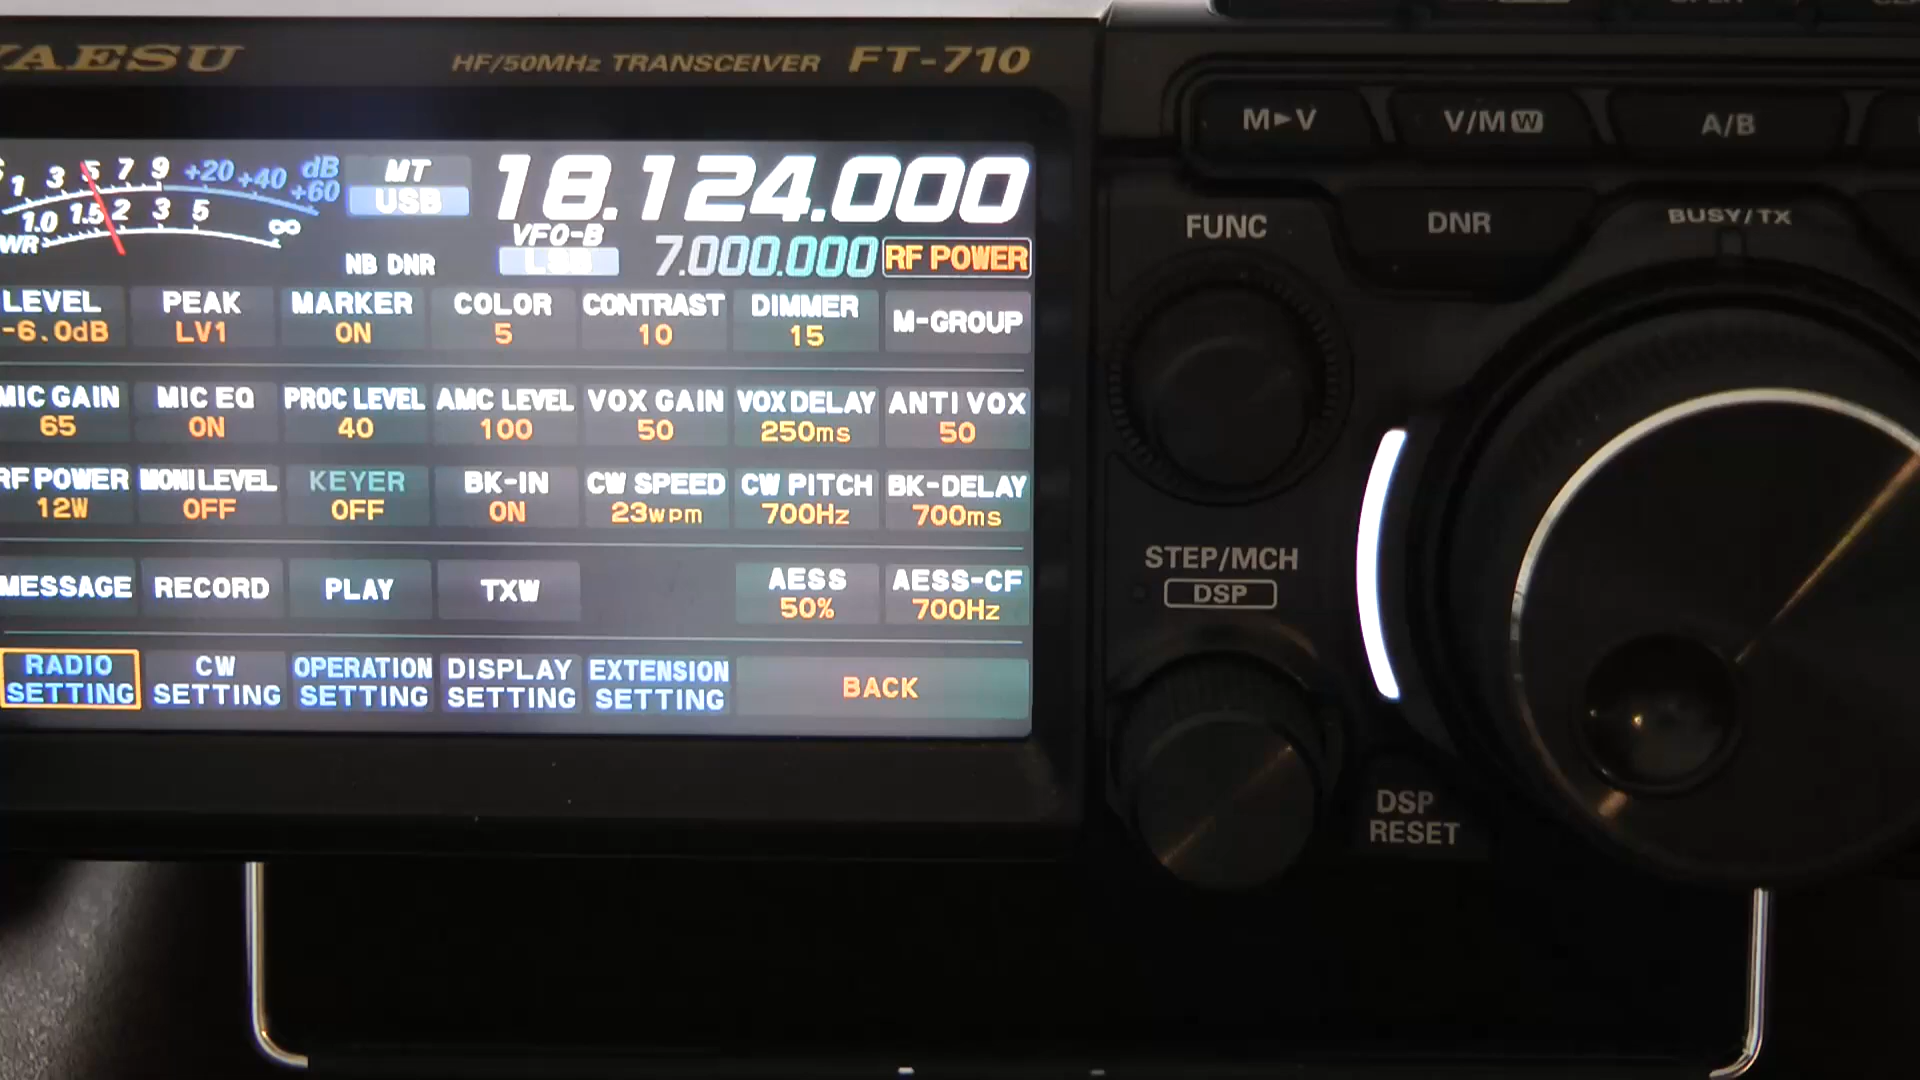 YAESU HF/50MHz TRANSCEIVER FT-710
M►V V/M W A/B
1 3 5 7 9 +20 +40 +60 dB
1.0 1.5 2 3 5 ∞
MT
USB
18.124.000
VFO-B
LSB
7.000.000
RF POWER
NB DNR
FUNC
DNR
BUSY/TX
LEVEL PEAK MARKER COLOR CONTRAST DIMMER M-GROUP
-6.0dB LV1 ON 5 10 15
MIC GAIN MIC EQ PROC LEVEL AMC LEVEL VOX GAIN VOX DELAY ANTI VOX
65 ON 40 100 50 250ms 50
RF POWER MONI LEVEL KEYER BK-IN CW SPEED CW PITCH BK-DELAY
12W OFF OFF ON 23wpm 700Hz 700ms
MESSAGE RECORD PLAY TXW AESS AESS-CF
50% 700Hz
RADIO SETTING CW SETTING OPERATION SETTING DISPLAY SETTING EXTENSION SETTING BACK
STEP/MCH
DSP
DSP
RESET